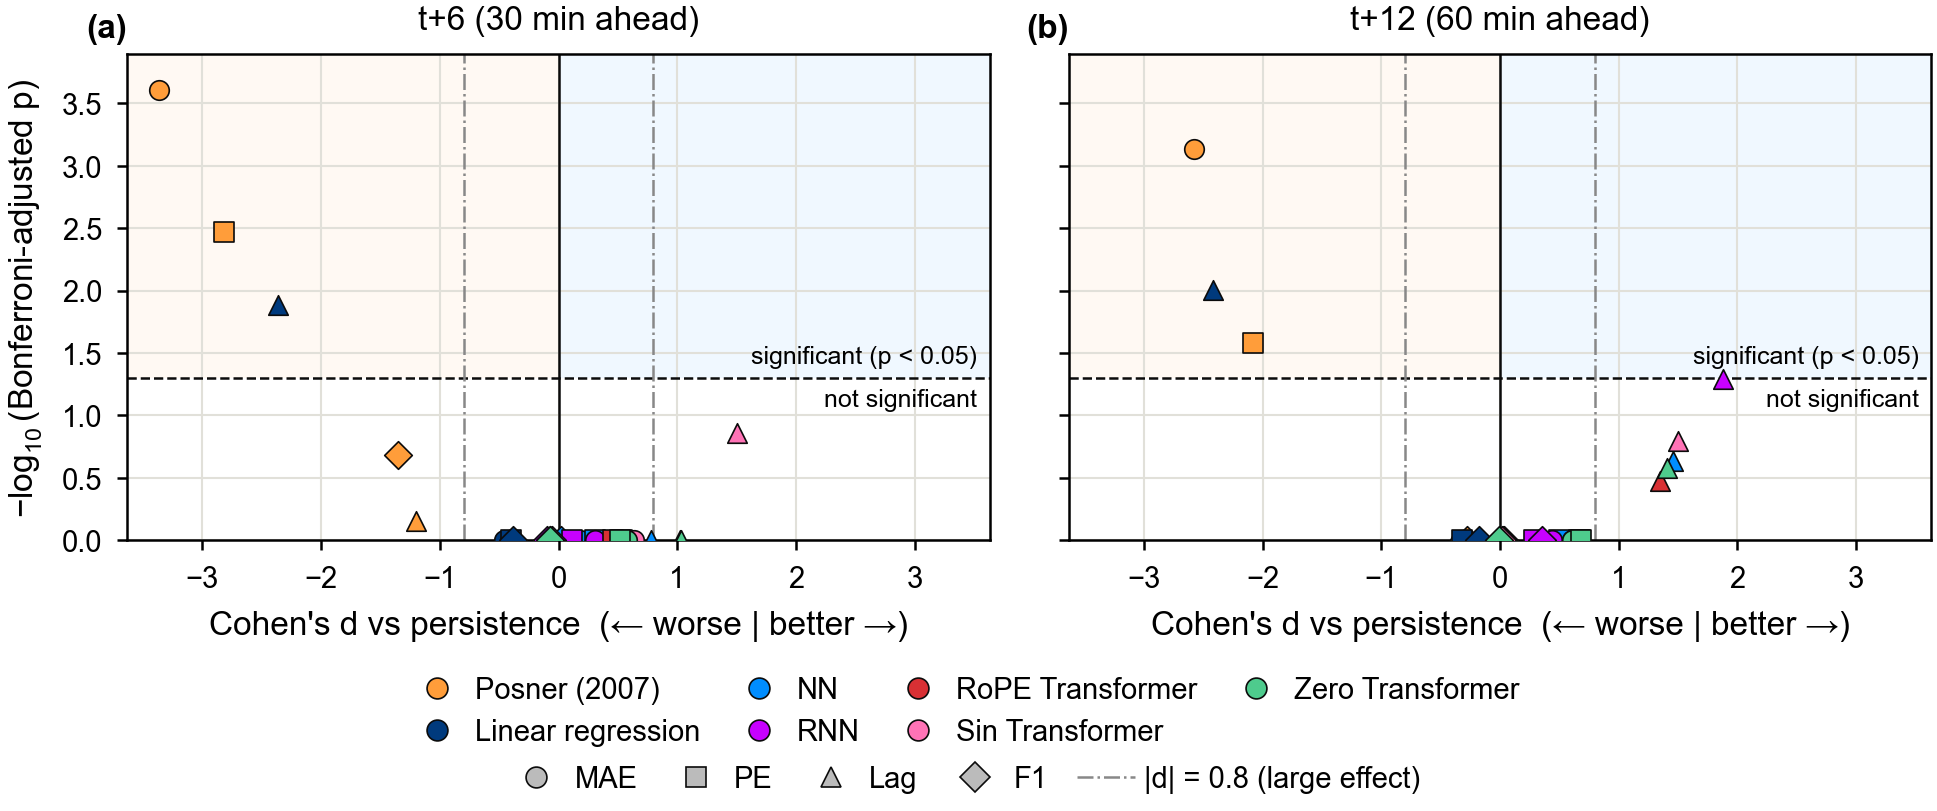 (a) t+6 (30 min ahead)
(b) t+12 (60 min ahead)
−log10(Bonferroni-adjusted p)
3.5
3.0
2.5
2.0
1.5
1.0
0.5
0.0
significant (p < 0.05)
not significant
significant (p < 0.05)
not significant
−3 −2 −1 0 1 2 3
−3 −2 −1 0 1 2 3
Cohen's d vs persistence (← worse | better →)
Cohen's d vs persistence (← worse | better →)
Posner (2007) NN RoPE Transformer Zero Transformer
Linear regression RNN Sin Transformer
MAE PE Lag F1 |d| = 0.8 (large effect)